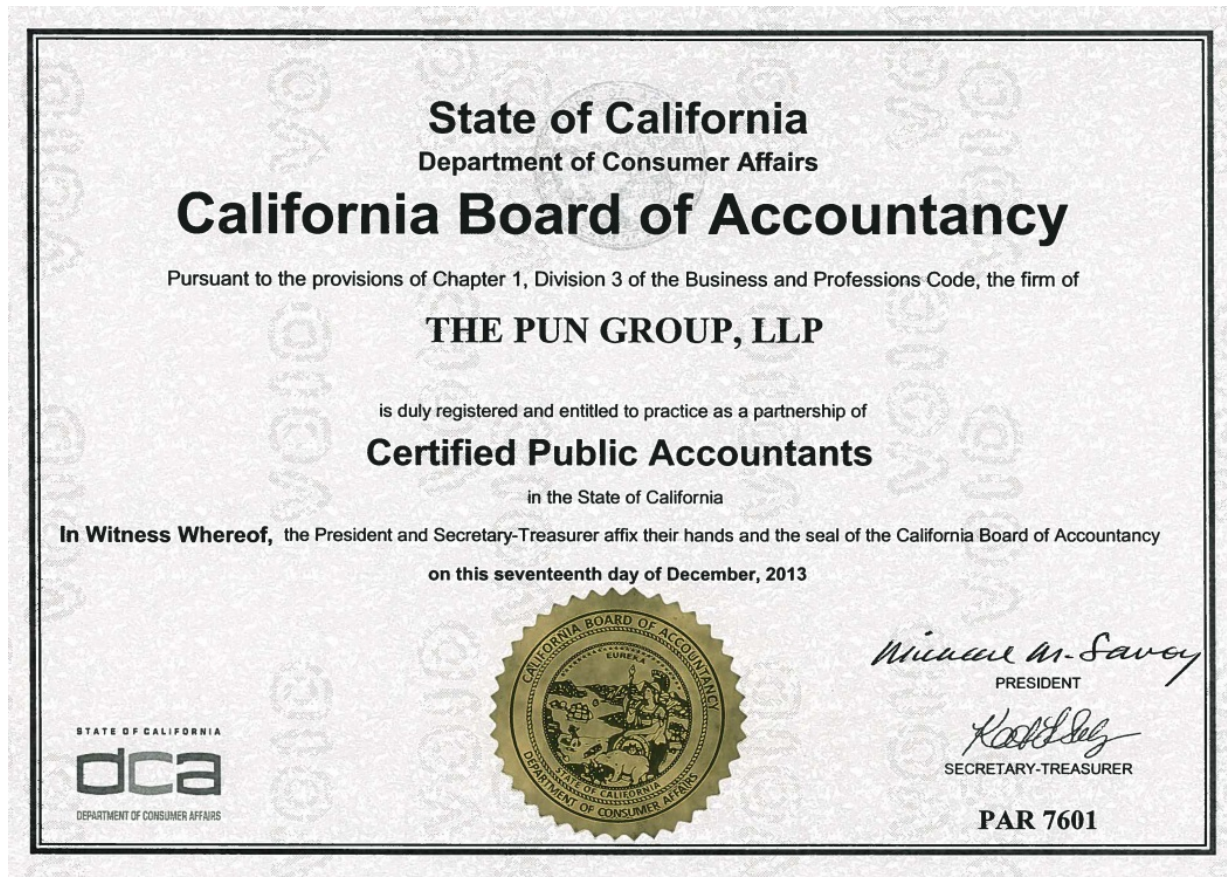 State of California
Department of Consumer Affairs
California Board of Accountancy
Pursuant to the provisions of Chapter 1, Division 3 of the Business and Professions Code, the firm of
THE PUN GROUP, LLP
is duly registered and entitled to practice as a partnership of
Certified Public Accountants
in the State of California
In Witness Whereof, the President and Secretary-Treasurer affix their hands and the seal of the California Board of Accountancy
on this seventeenth day of December, 2013
CALIFORNIA BOARD OF ACCOUNTANCY
EUREKA
STATE OF CALIFORNIA
DEPARTMENT OF CONSUMER AFFAIRS
M. Savoy
PRESIDENT
SECRETARY-TREASURER
PAR 7601
STATE OF CALIFORNIA
dca
DEPARTMENT OF CONSUMER AFFAIRS